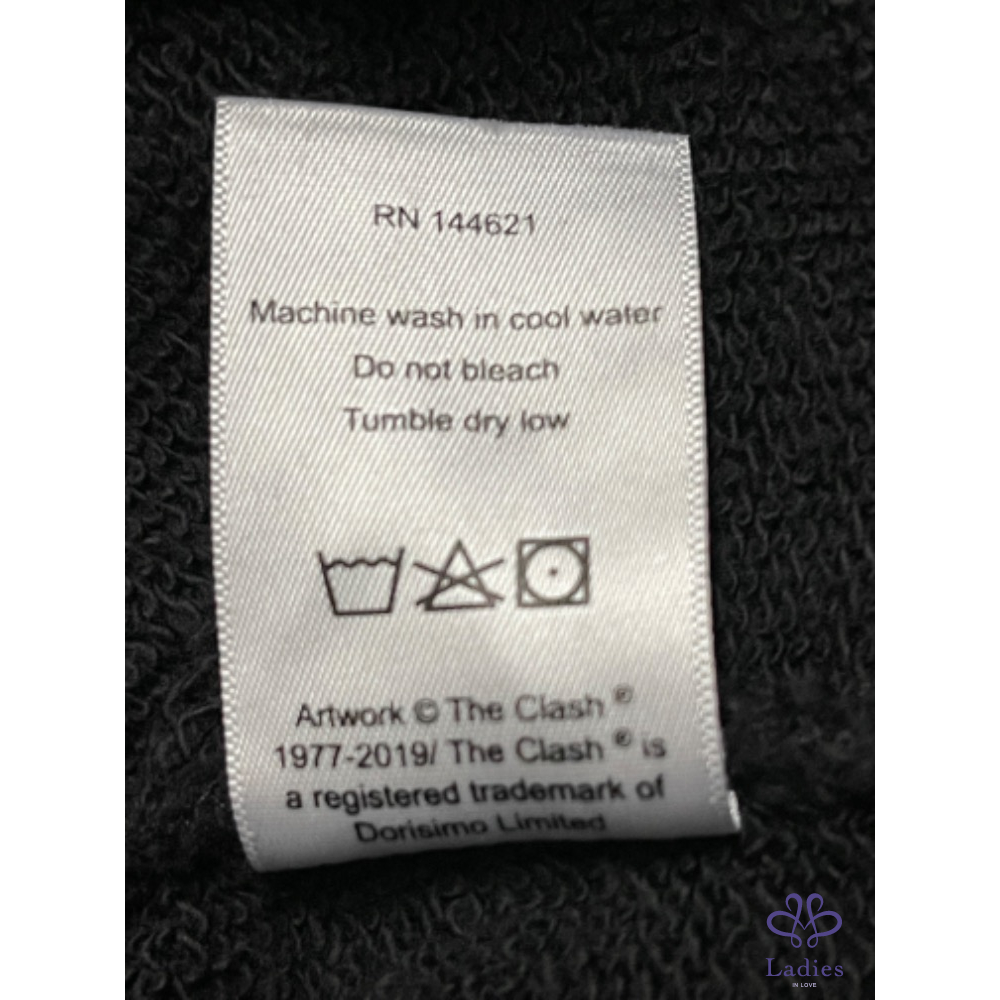 RN 144621
Machine wash in cool water
Do not bleach
Tumble dry low
Artwork © The Clash ®
1977-2019/ The Clash ® is
a registered trademark of
Dorisimo Limited
Ladies
IN LOVE